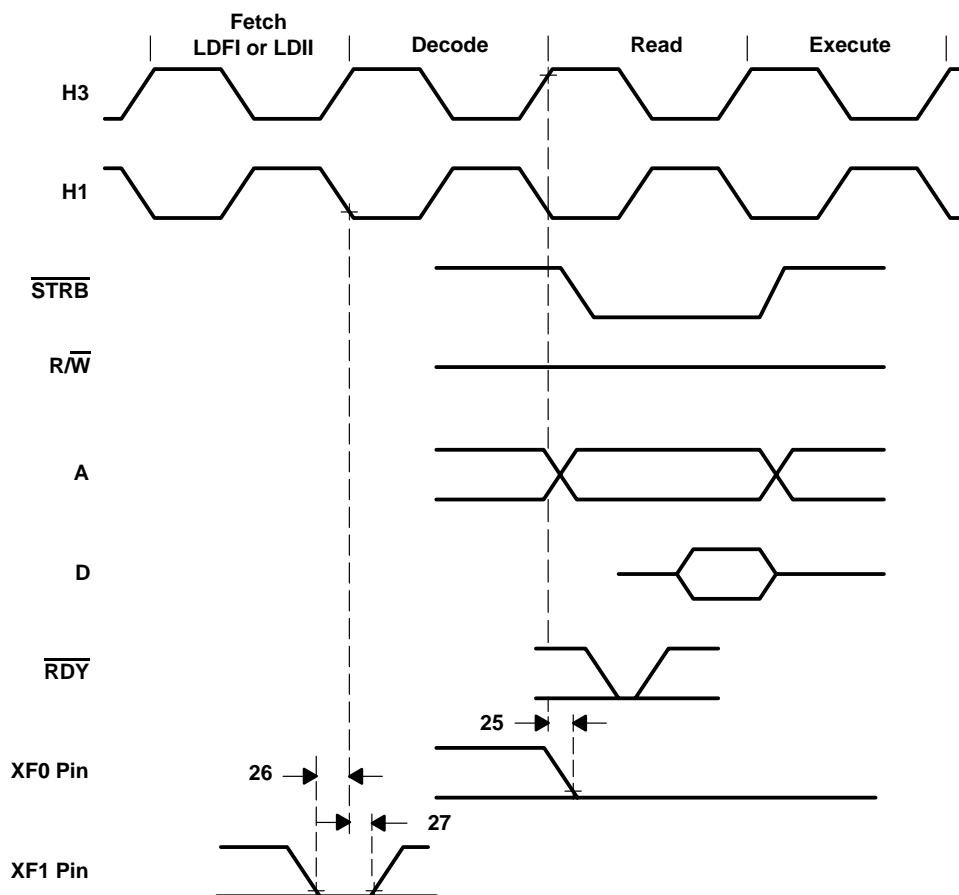 Fetch
LDFI or LDII
Decode
Read
Execute
H3
H1
STRB
R/W
A
D
RDY
25
XF0 Pin
26
27
XF1 Pin